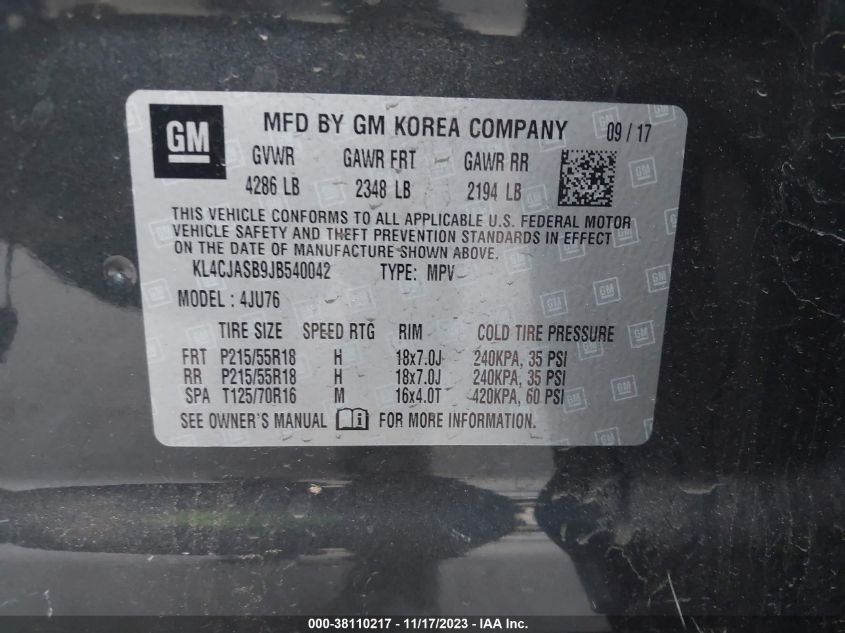 GM
MFD BY GM KOREA COMPANY 09 / 17
GVWR GAWR FRT GAWR RR
4286 LB 2348 LB 2194 LB
THIS VEHICLE CONFORMS TO ALL APPLICABLE U.S. FEDERAL MOTOR
VEHICLE SAFETY AND THEFT PREVENTION STANDARDS IN EFFECT
ON THE DATE OF MANUFACTURE SHOWN ABOVE.
KL4CJASB9JB540042 TYPE: MPV
MODEL : 4JU76
TIRE SIZE SPEED RTG RIM COLD TIRE PRESSURE
FRT P215/55R18 H 18x7.0J 240KPA, 35 PSI
RR P215/55R18 H 18x7.0J 240KPA, 35 PSI
SPA T125/70R16 M 16x4.0T 420KPA, 60 PSI
SEE OWNER'S MANUAL FOR MORE INFORMATION.
000-38110217 - 11/17/2023 - IAA Inc.